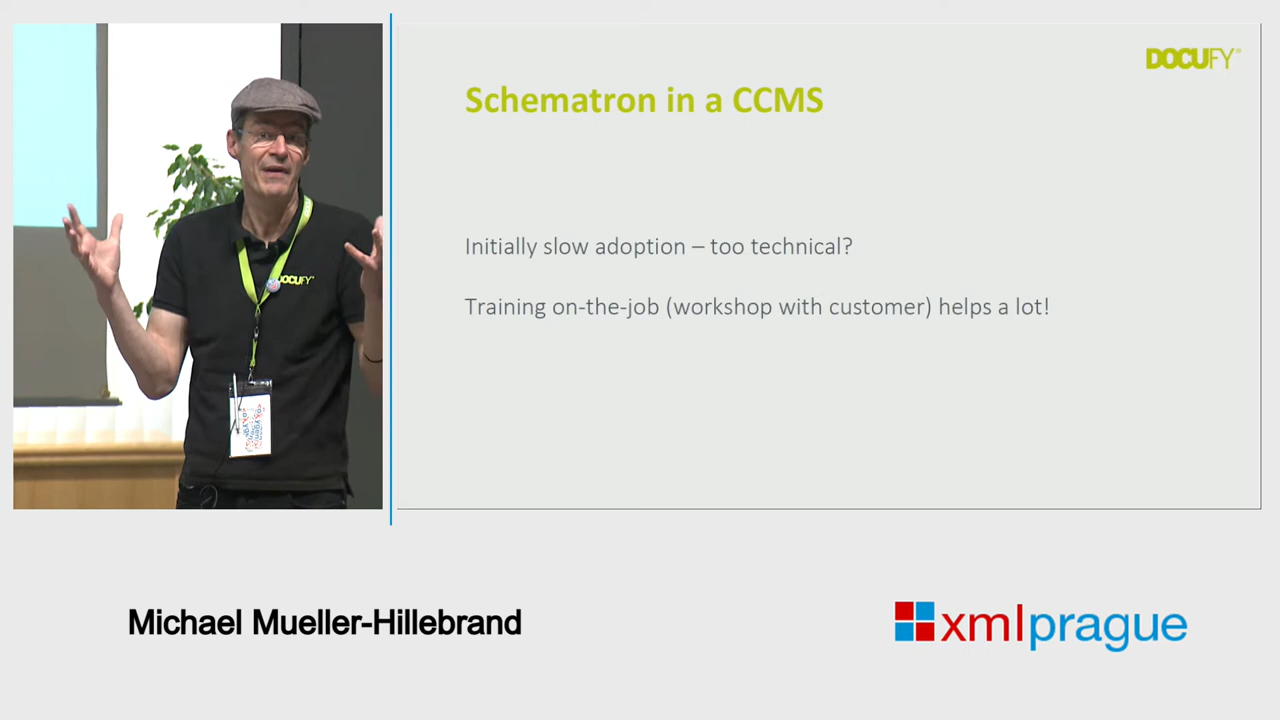 DOCUFY®
Schematron in a CCMS
Initially slow adoption – too technical?
Training on-the-job (workshop with customer) helps a lot!
DOCUFY®
Michael Mueller-Hillebrand
xmlprague